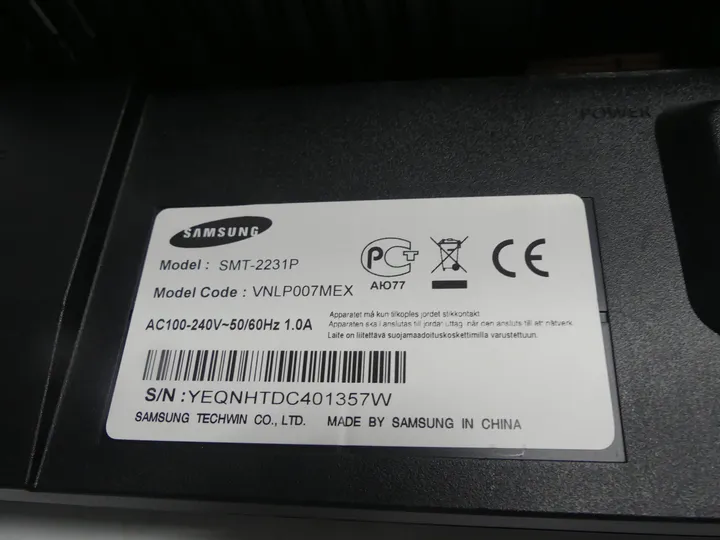 POWER
SAMSUNG
Model : SMT-2231P
Model Code : VNLP007MEX
PCT
АЮ77
CE
AC100-240V~50/60Hz 1.0A
Apparatet må kun tilkoples jordet stikkontakt
Apparaten skall anslutas till jordat uttag när den ansluts till ett nätverk
Laite on liitettävä suojamaadoituskoskettimilla varustettuun.
S/N : YEQNHTDC401357W
SAMSUNG TECHWIN CO., LTD. MADE BY SAMSUNG IN CHINA